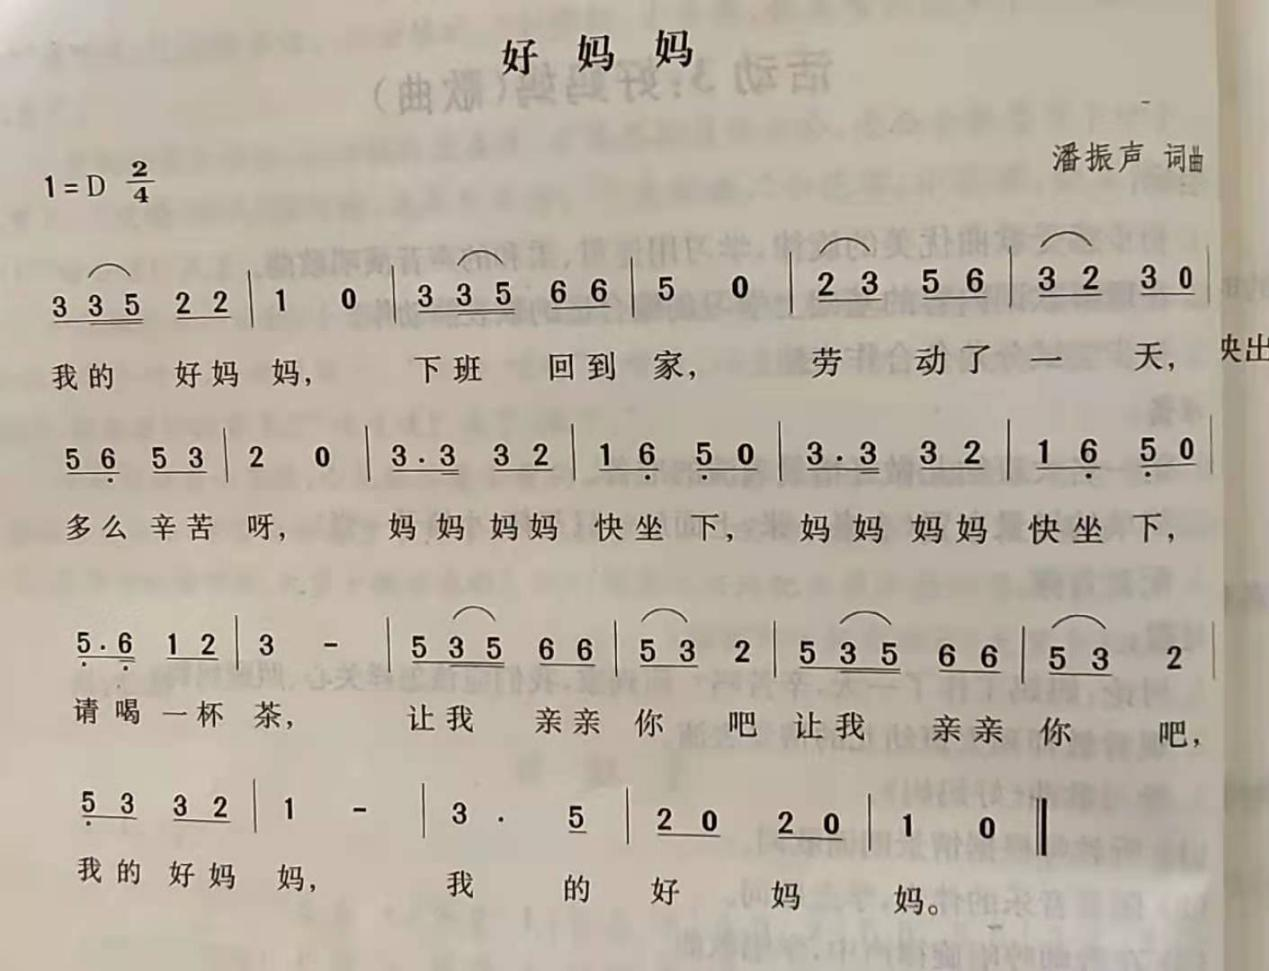 好妈妈
潘振声 词曲
1=D 2/4
3 3 5 2 2 | 1 0 | 3 3 5 6 6 | 5 0 | 2 3 5 6 | 3 2 3 0 |
我的 好妈 妈, 下班 回到 家, 劳 动了 一 天,
5 6̣ 5 3 | 2 0 | 3·3 3 2 | 1 6̣ 5̣ 0 | 3·3 3 2 | 1 6̣ 5̣ 0 |
多么 辛苦 呀, 妈妈 妈妈 快坐 下, 妈妈 妈妈 快坐 下,
5̣·6̣ 1 2 | 3 - | 5 3 5 6 6 | 5 3 2 | 5 3 5 6 6 | 5 3 2 |
请喝 一杯 茶, 让我 亲亲 你 吧 让我 亲亲 你 吧,
5̣ 3 3 2 | 1 - | 3 · 5 | 2 0 2 0 | 1 0 ‖
我的 好妈 妈, 我 的 好 妈 妈。